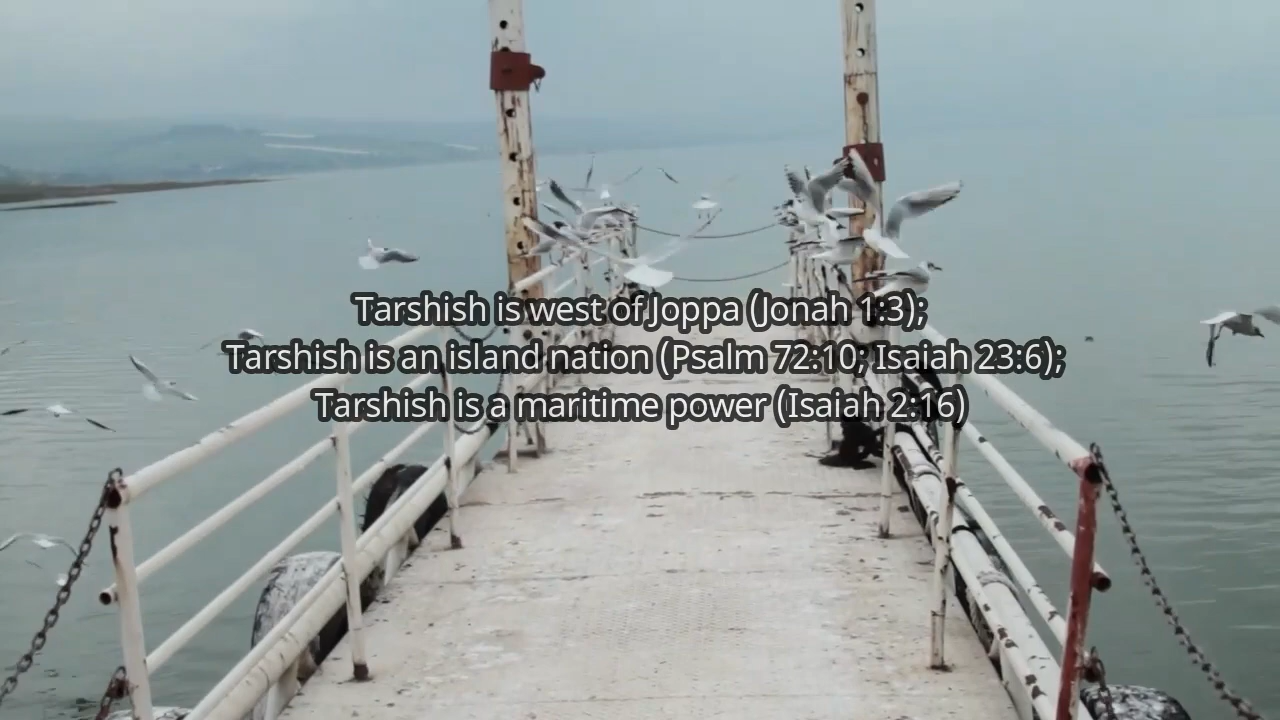 Tarshish is west of Joppa (Jonah 1:3);
Tarshish is an island nation (Psalm 72:10; Isaiah 23:6);
Tarshish is a maritime power (Isaiah 2:16)